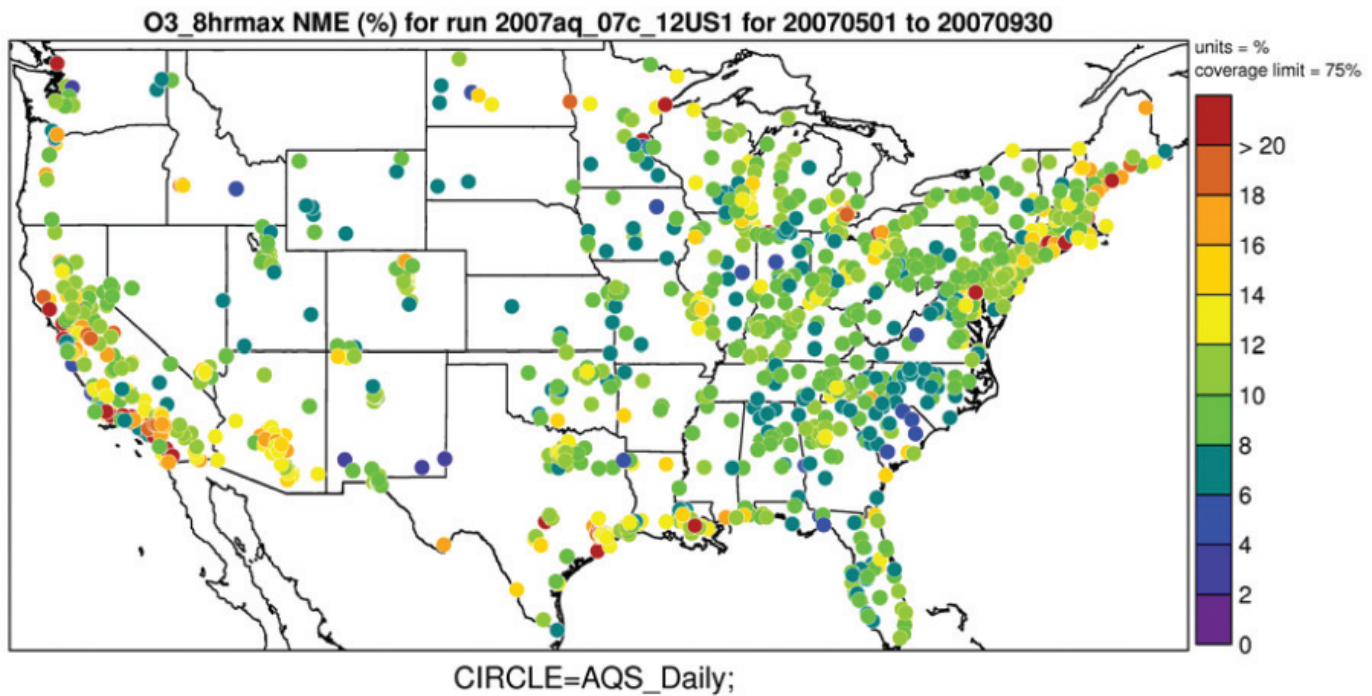 O3_8hrmax NME (%) for run 2007aq_07c_12US1 for 20070501 to 20070930
units = %
coverage limit = 75%
> 20
18
16
14
12
10
8
6
4
2
0
CIRCLE=AQS_Daily;